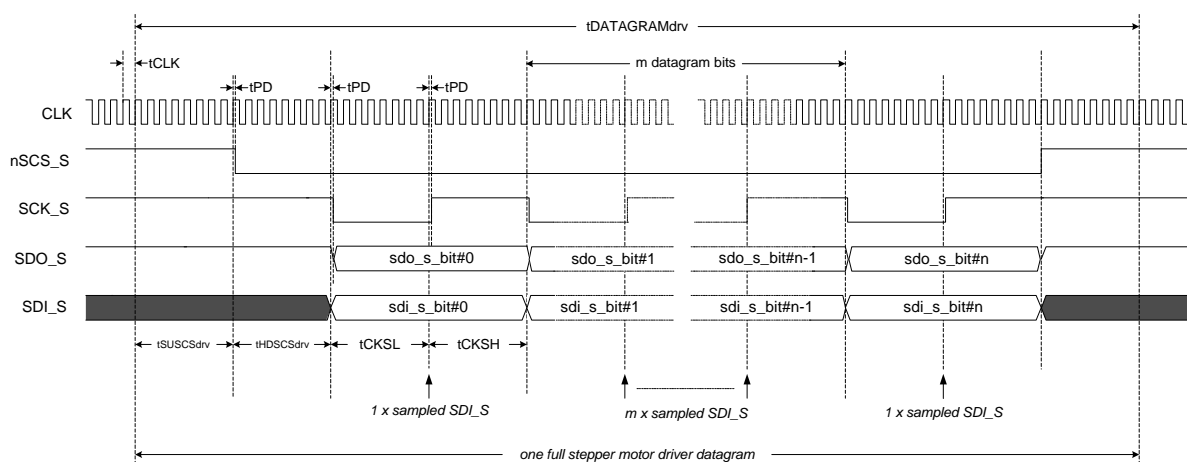 tDATAGRAMdrv
tCLK
m datagram bits
tPD tPD tPD
CLK
nSCS_S
SCK_S
SDO_S sdo_s_bit#0 sdo_s_bit#1 sdo_s_bit#n-1 sdo_s_bit#n
SDI_S sdi_s_bit#0 sdi_s_bit#1 sdi_s_bit#n-1 sdi_s_bit#n
tSUSCSdrv tHDSCSdrv tCKSL tCKSH
1 x sampled SDI_S m x sampled SDI_S 1 x sampled SDI_S
one full stepper motor driver datagram